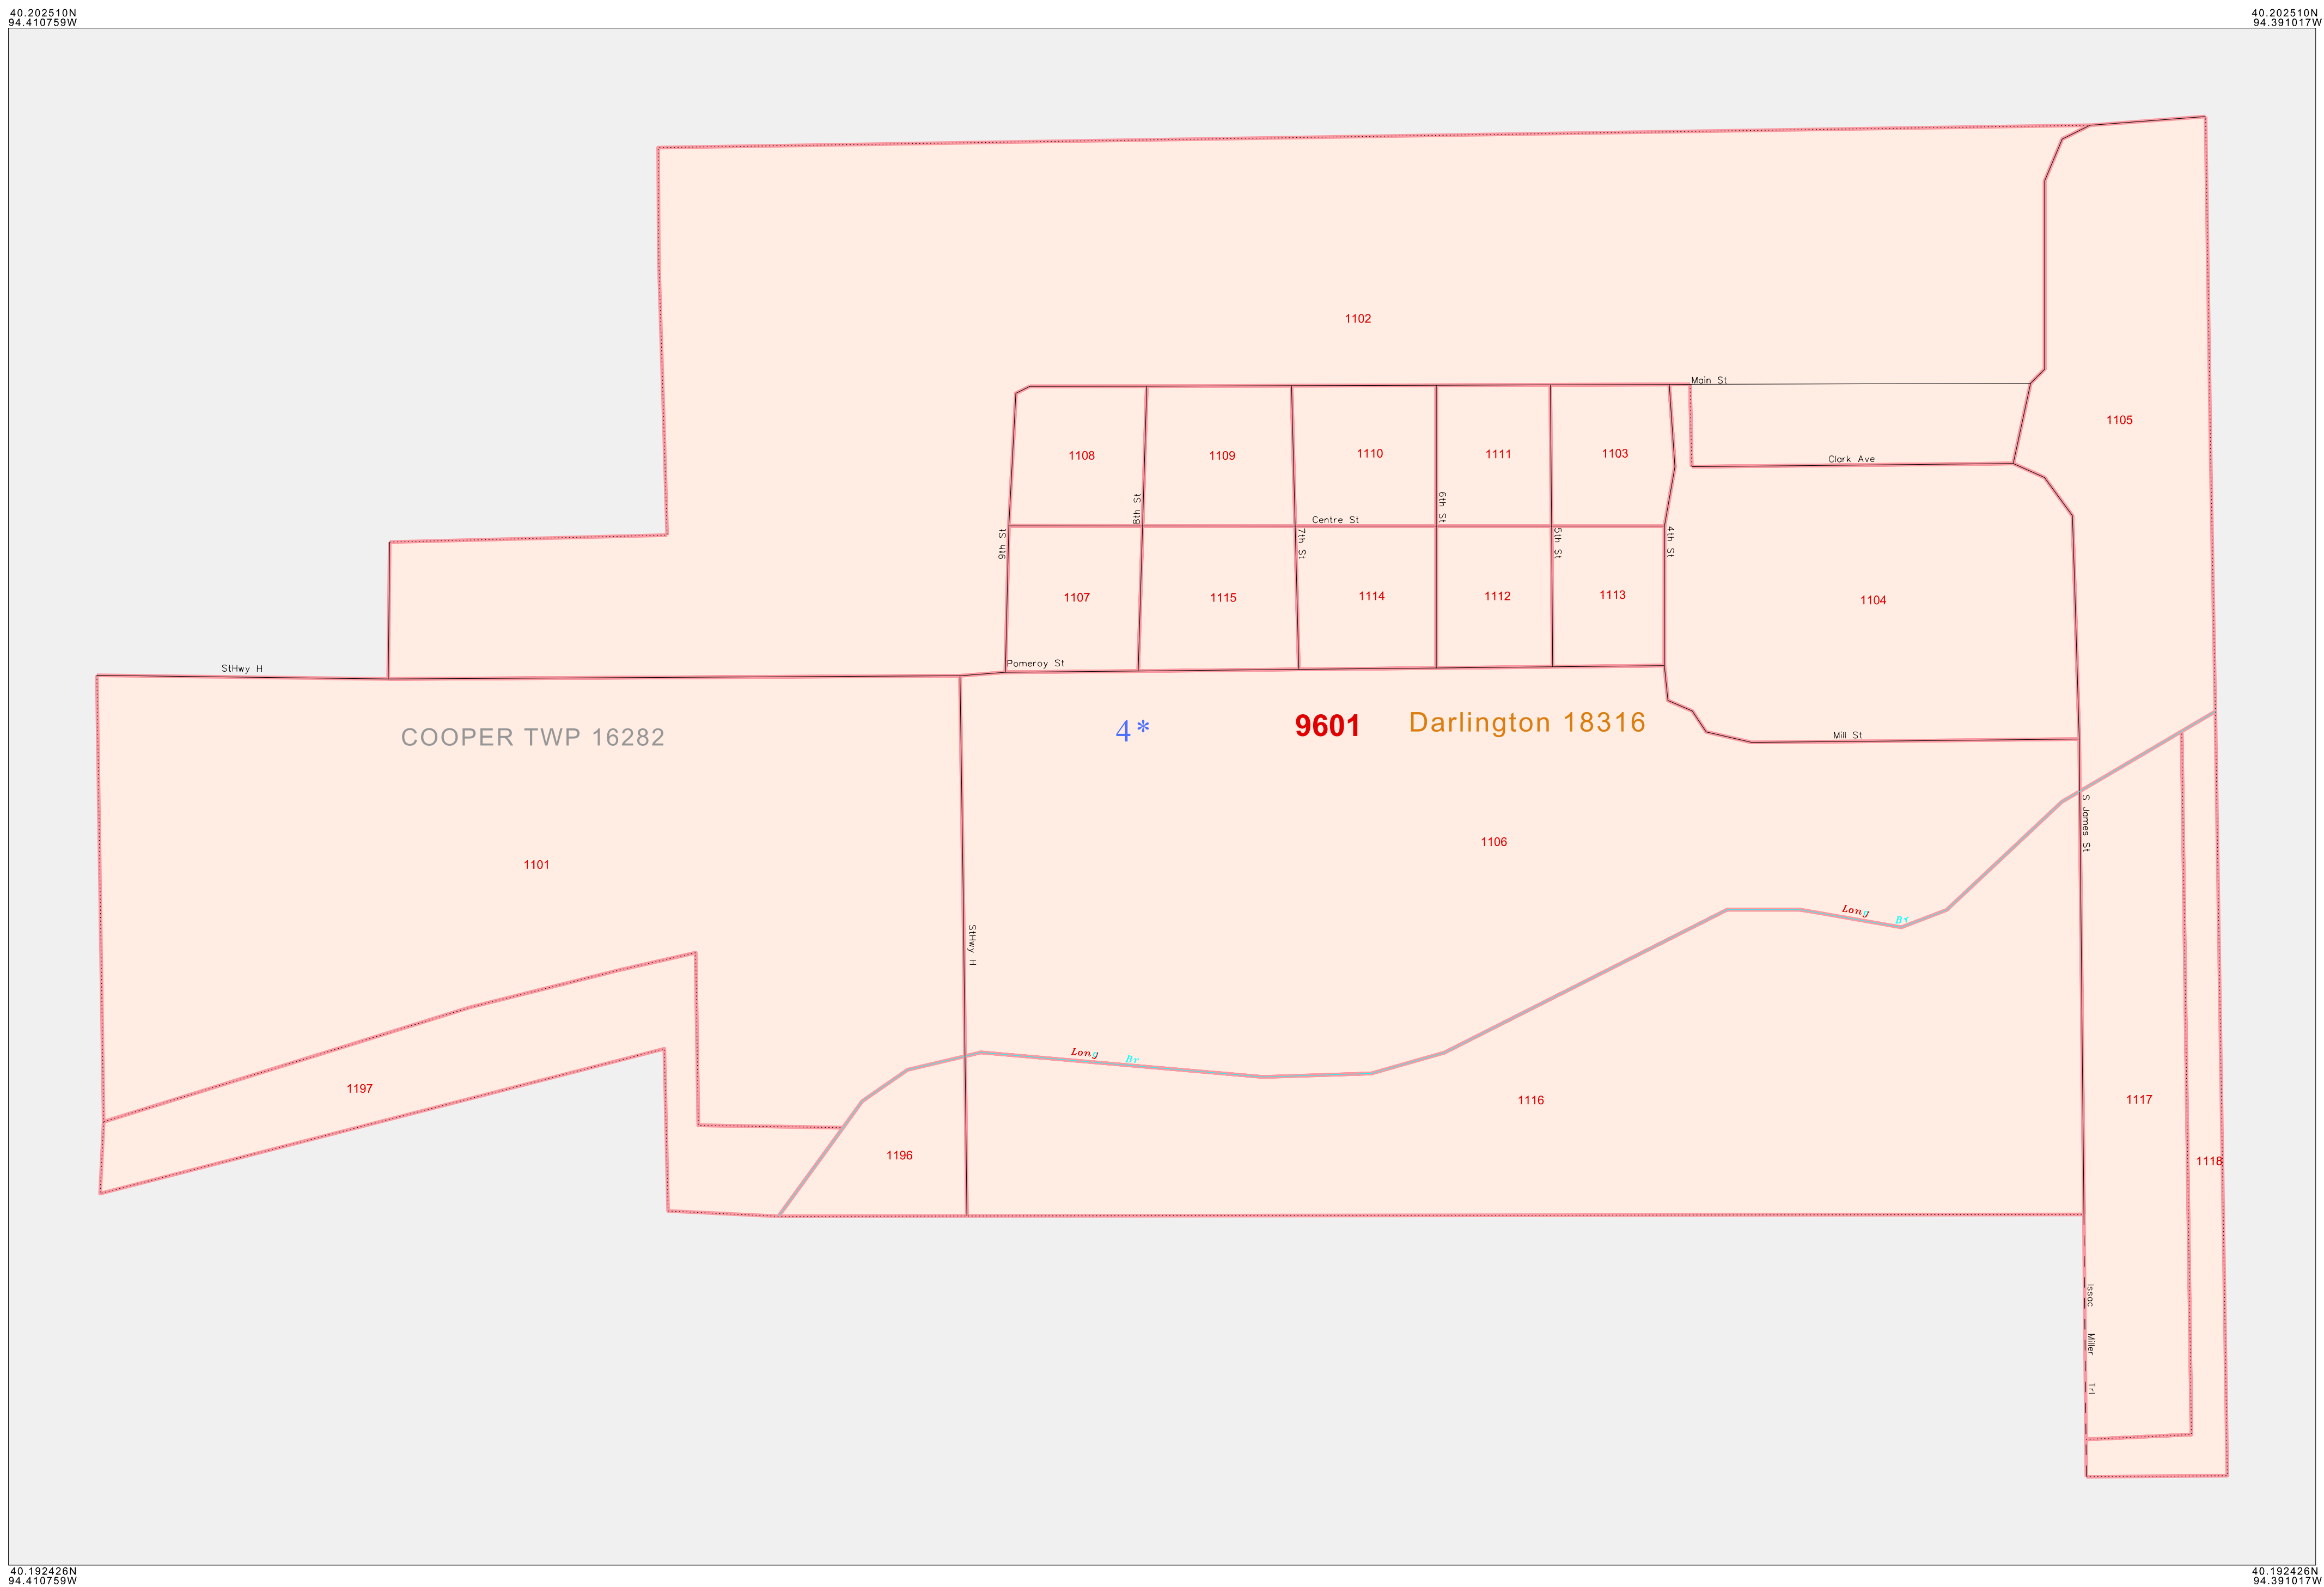 40.202510N
94.410759W
40.202510N
94.391017W
1102
Main St
1105
1108
1109
1110
1111
1103
Clark Ave
8th St
6th St
Centre St
9th St
7th St
5th St
4th St
1107
1115
1114
1112
1113
1104
StHwy H
Pomeroy St
COOPER TWP 16282
4*
9601
Darlington 18316
Mill St
S James St
1101
1106
Long Br
StHwy H
Long Br
1197
1116
1117
1196
1118
Issac Miller Trl
40.192426N
94.410759W
40.192426N
94.391017W